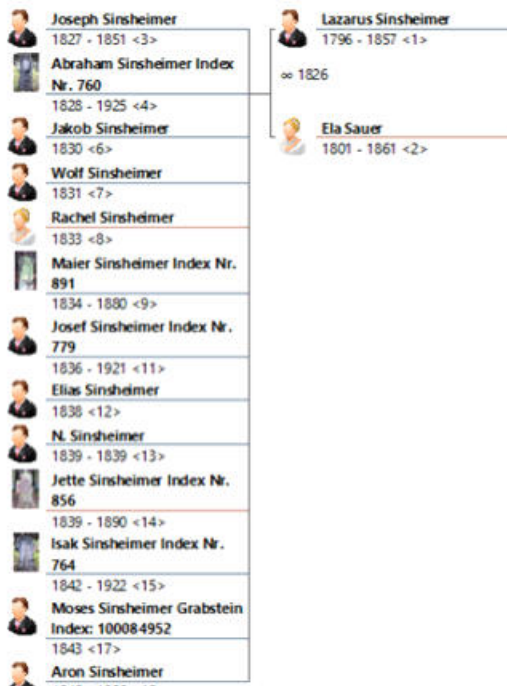 Joseph Sinsheimer
1827 - 1851 <3>
Abraham Sinsheimer Index
Nr. 760
1828 - 1925 <4>
Jakob Sinsheimer
1830 <6>
Wolf Sinsheimer
1831 <7>
Rachel Sinsheimer
1833 <8>
Maier Sinsheimer Index Nr.
891
1834 - 1880 <9>
Josef Sinsheimer Index Nr.
779
1836 - 1921 <11>
Elias Sinsheimer
1838 <12>
N. Sinsheimer
1839 - 1839 <13>
Jette Sinsheimer Index Nr.
856
1839 - 1890 <14>
Isak Sinsheimer Index Nr.
764
1842 - 1922 <15>
Moses Sinsheimer Grabstein
Index: 100084952
1843 <17>
Aron Sinsheimer
Lazarus Sinsheimer
1796 - 1857 <1>
∞ 1826
Ela Sauer
1801 - 1861 <2>